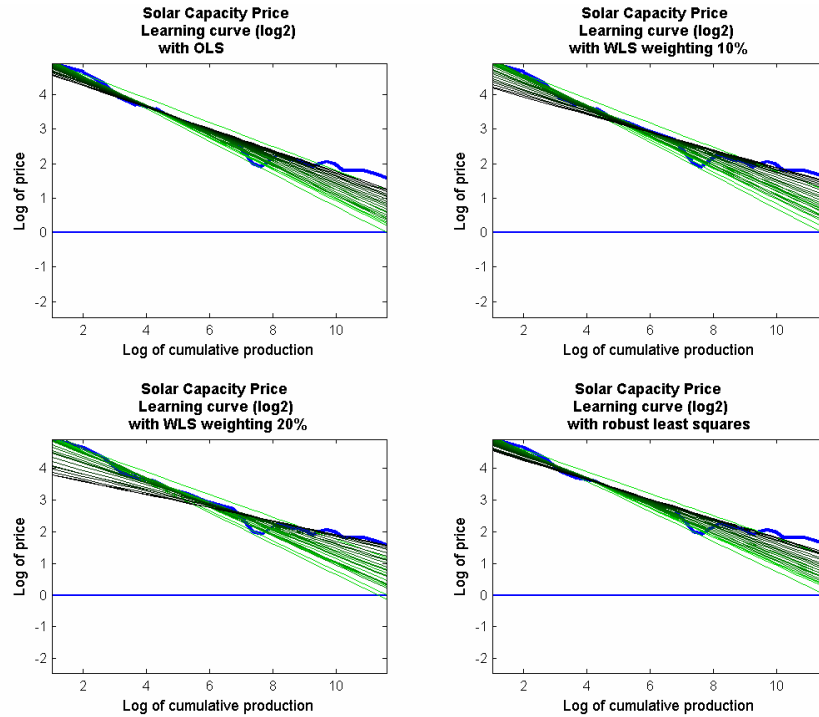 Solar Capacity Price
Learning curve (log2)
with OLS
4
3
2
1
0
-1
-2
Log of price
2 4 6 8 10
Log of cumulative production
Solar Capacity Price
Learning curve (log2)
with WLS weighting 10%
4
3
2
1
0
-1
-2
Log of price
2 4 6 8 10
Log of cumulative production
Solar Capacity Price
Learning curve (log2)
with WLS weighting 20%
4
3
2
1
0
-1
-2
Log of price
2 4 6 8 10
Log of cumulative production
Solar Capacity Price
Learning curve (log2)
with robust least squares
4
3
2
1
0
-1
-2
Log of price
2 4 6 8 10
Log of cumulative production